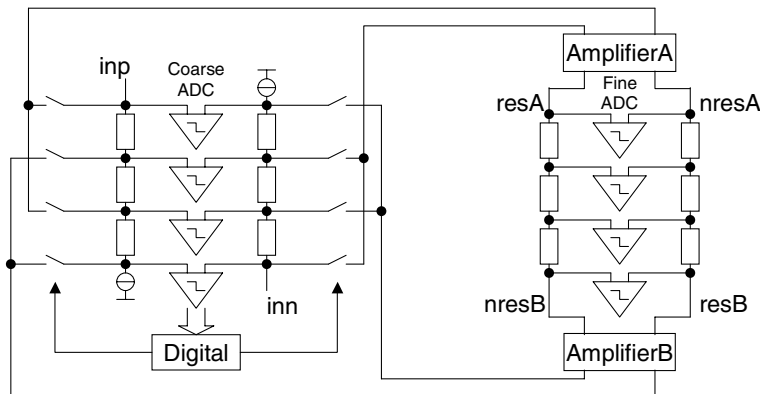 AmplifierA
inp
Coarse
ADC
Fine
ADC
resA
nresA
inn
nresB
resB
Digital
AmplifierB